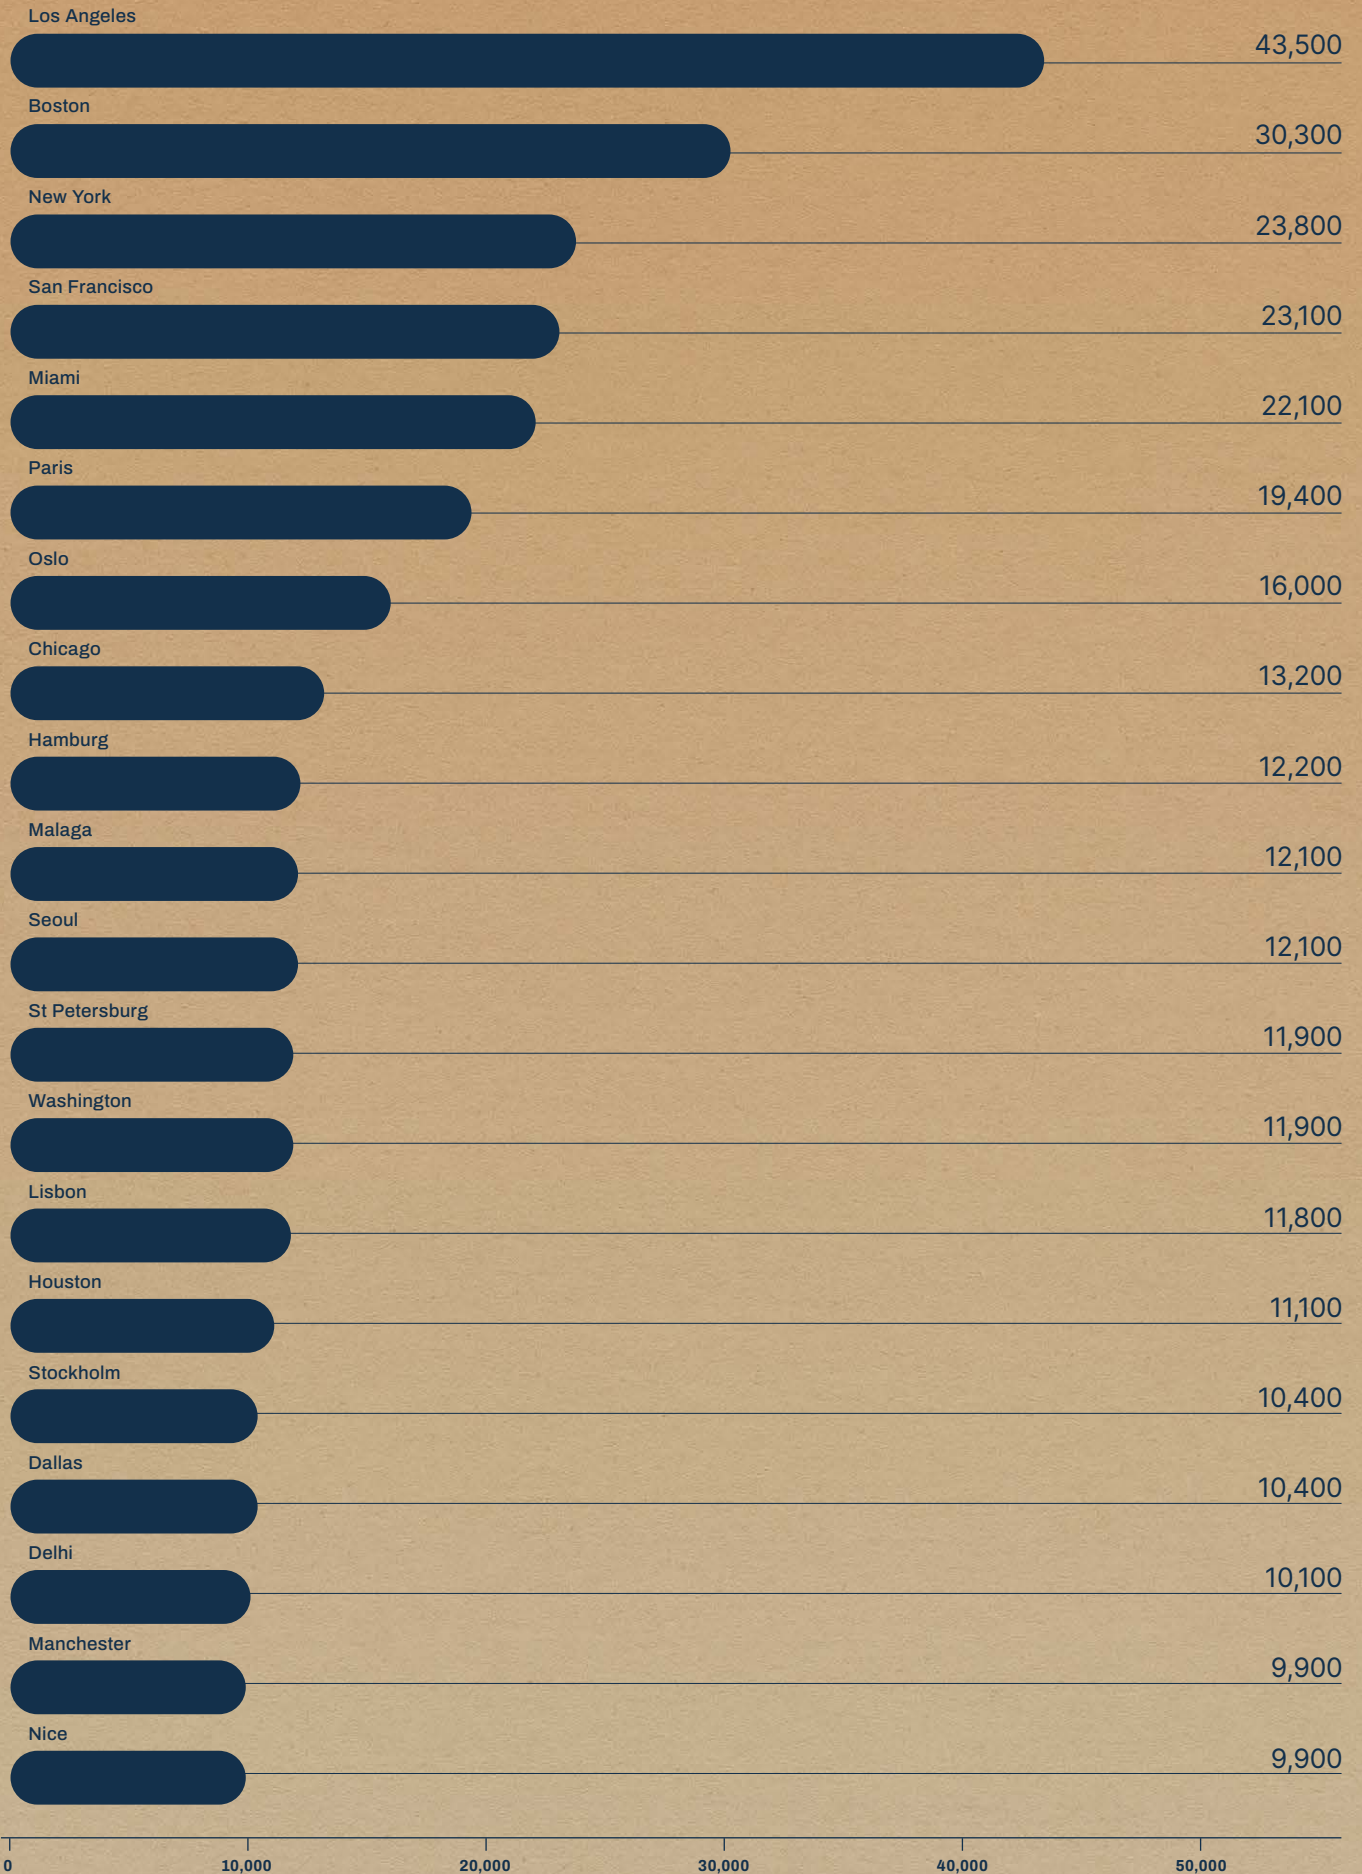 Los Angeles
43,500
Boston
30,300
New York
23,800
San Francisco
23,100
Miami
22,100
Paris
19,400
Oslo
16,000
Chicago
13,200
Hamburg
12,200
Malaga
12,100
Seoul
12,100
St Petersburg
11,900
Washington
11,900
Lisbon
11,800
Houston
11,100
Stockholm
10,400
Dallas
10,400
Delhi
10,100
Manchester
9,900
Nice
9,900
0 10,000 20,000 30,000 40,000 50,000